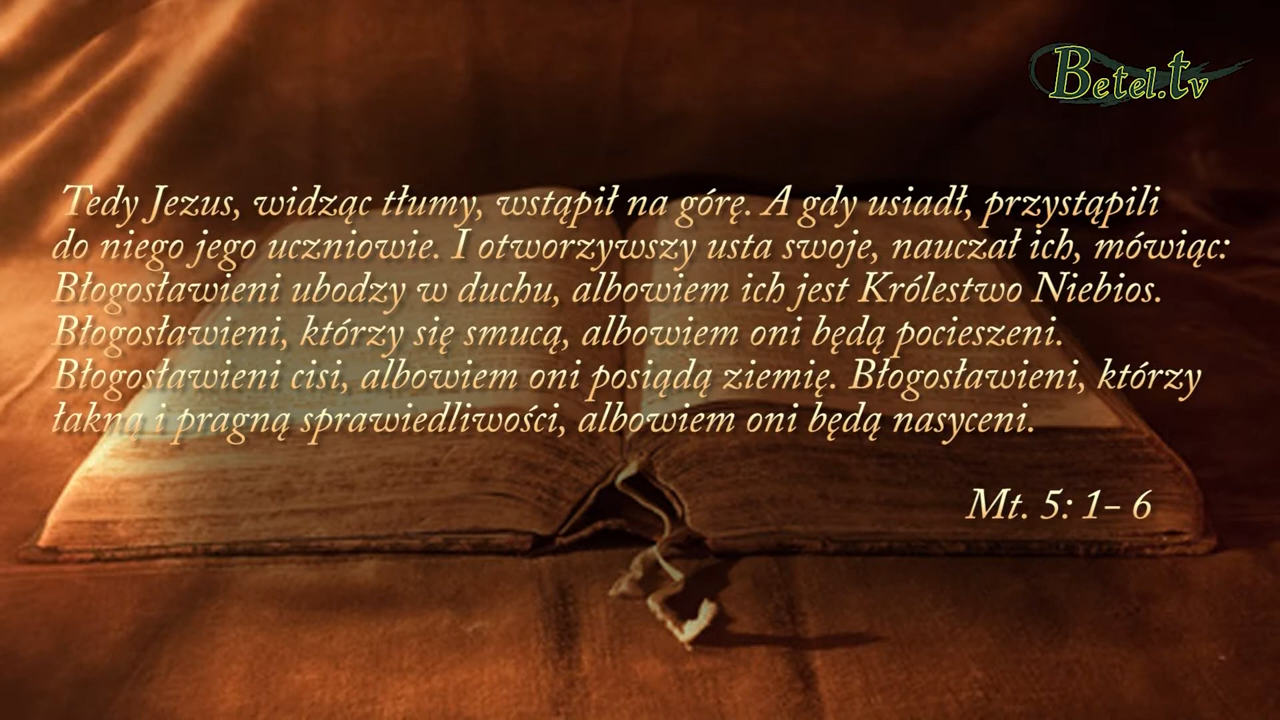 Betel.tv
Tedy Jezus, widząc tłumy, wstąpił na górę. A gdy usiadł, przystąpili
do niego jego uczniowie. I otworzywszy usta swoje, nauczał ich, mówiąc:
Błogosławieni ubodzy w duchu, albowiem ich jest Królestwo Niebios.
Błogosławieni, którzy się smucą, albowiem oni będą pocieszeni.
Błogosławieni cisi, albowiem oni posiądą ziemię. Błogosławieni, którzy
łakną i pragną sprawiedliwości, albowiem oni będą nasyceni.
Mt. 5: 1– 6